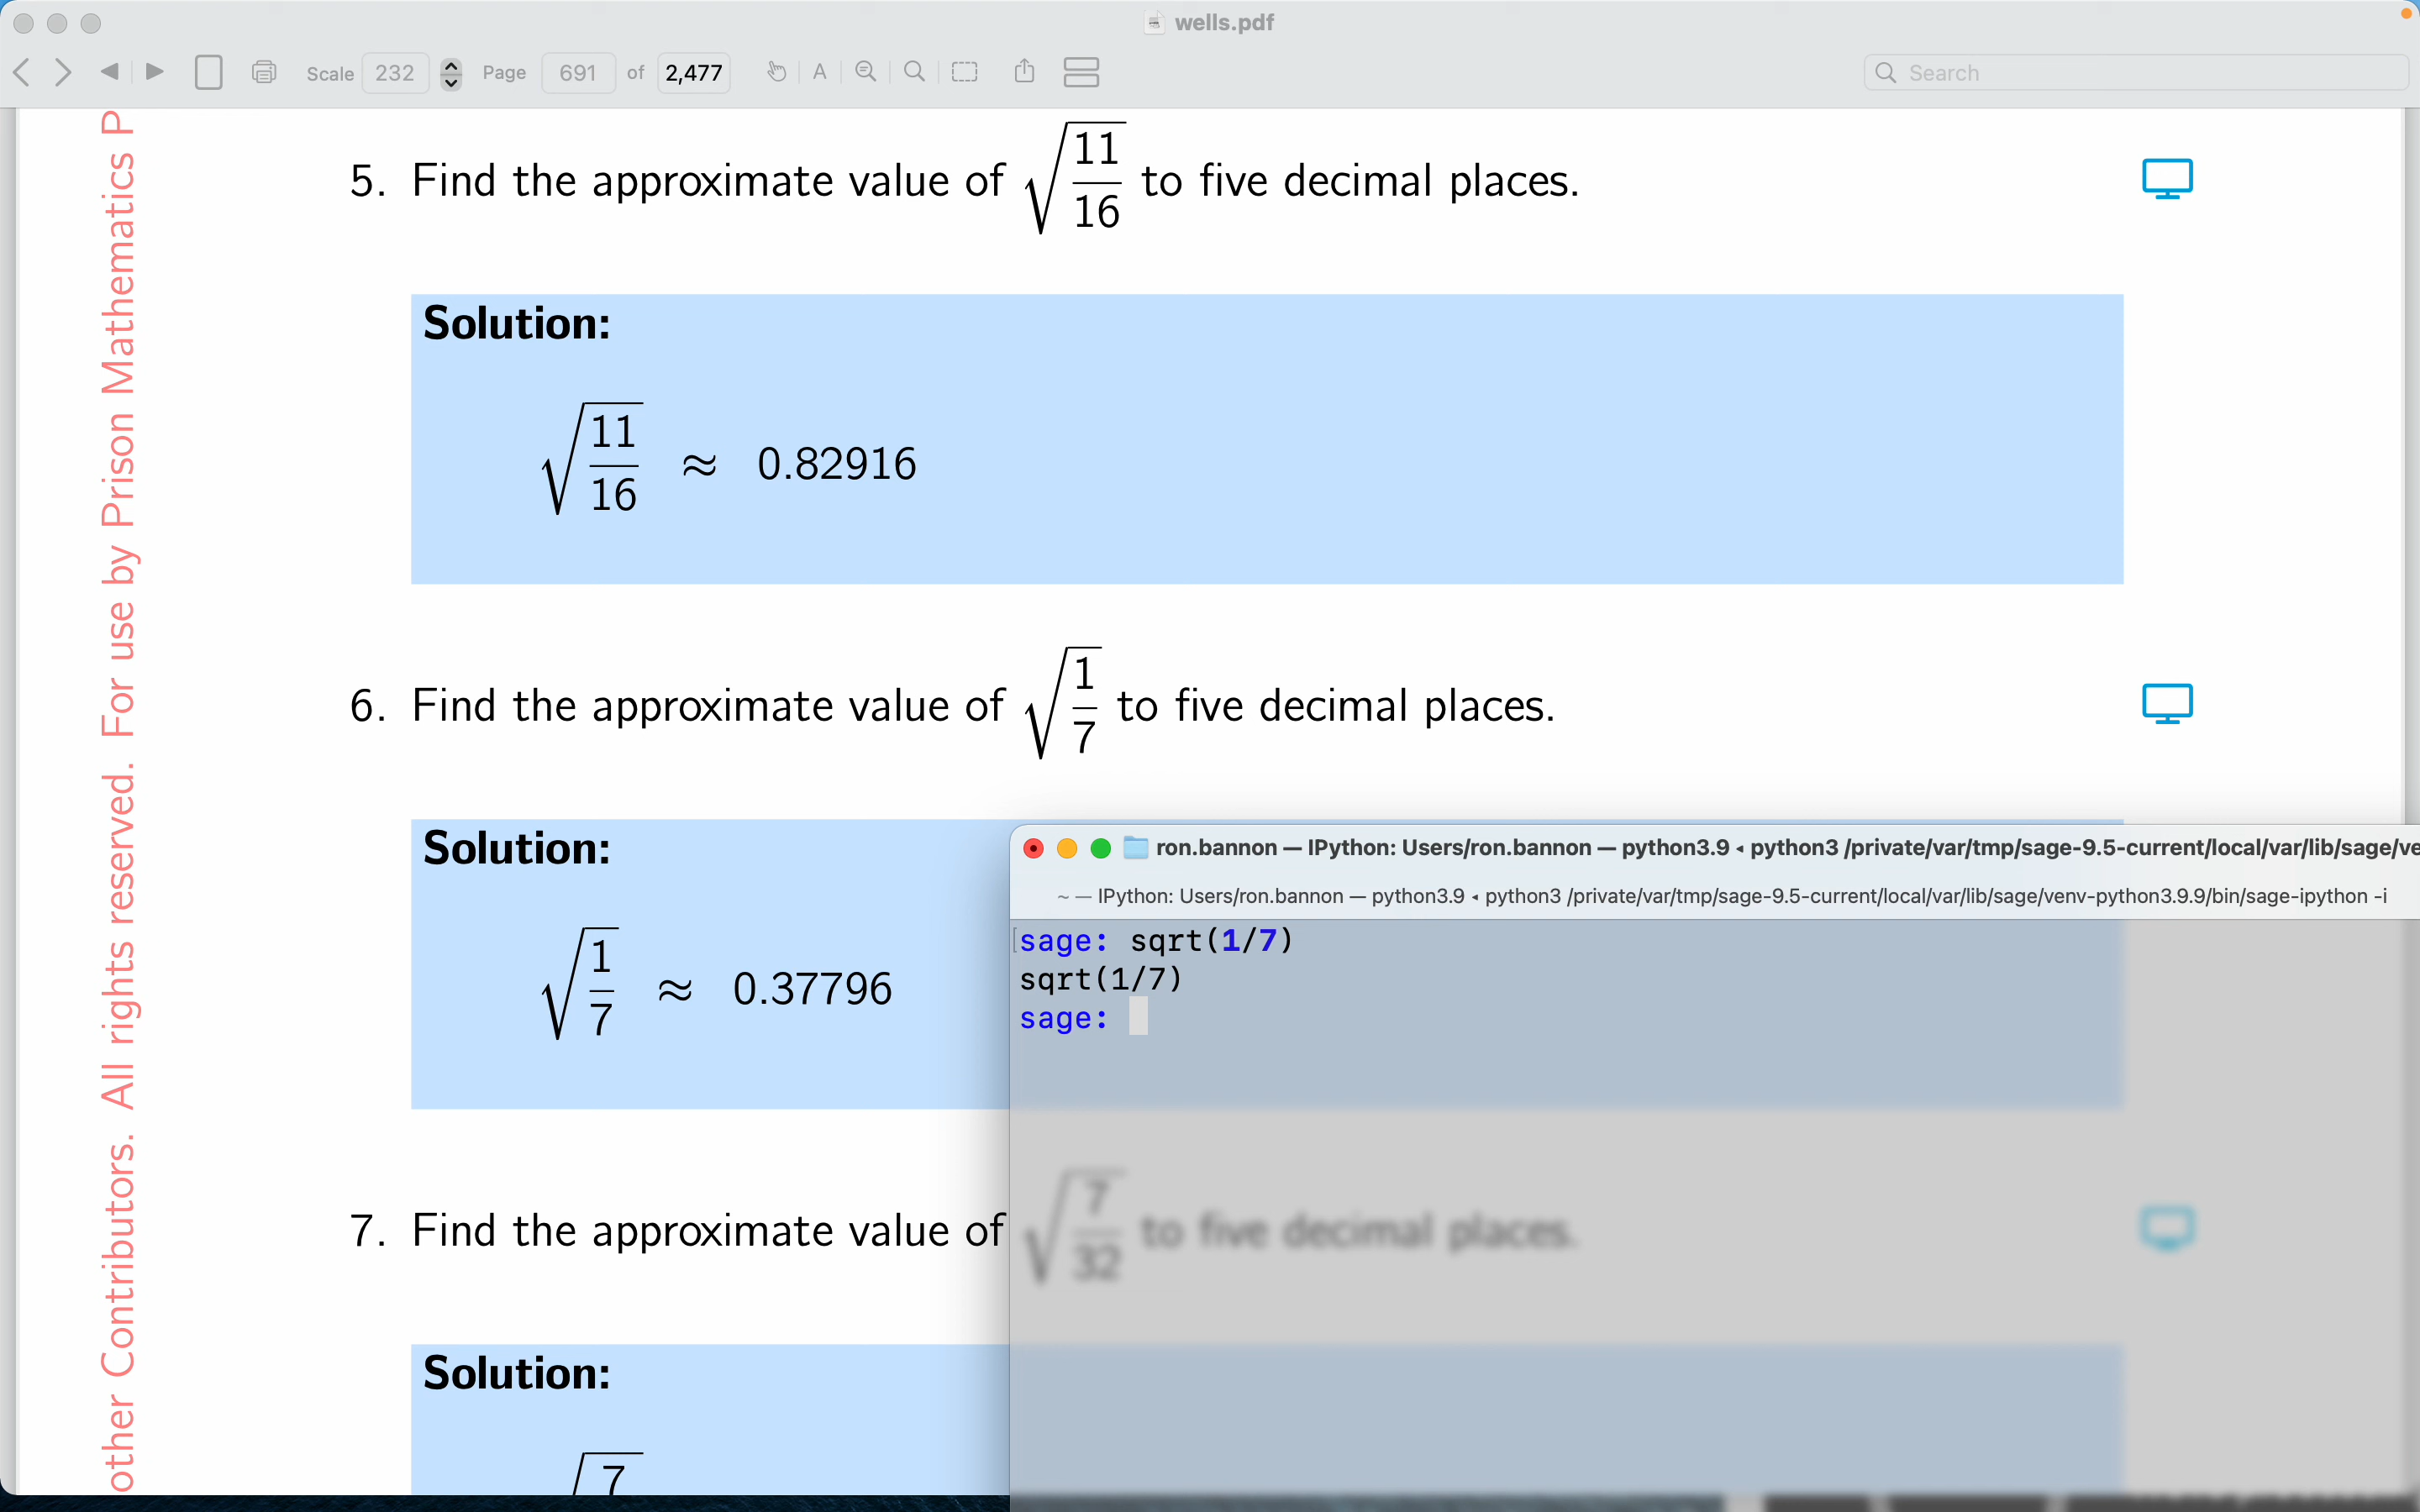 wells.pdf
Scale 232 Page 691 of 2,477 A Search
other Contributors. All rights reserved. For use by Prison Mathematics P
5. Find the approximate value of √(11/16) to five decimal places.
Solution:
√(11/16) ≈ 0.82916
6. Find the approximate value of √(1/7) to five decimal places.
Solution:
√(1/7) ≈ 0.37796
7. Find the approximate value of √(7/32) to five decimal places.
Solution:
√7
ron.bannon — IPython: Users/ron.bannon — python3.9 ◂ python3 /private/var/tmp/sage-9.5-current/local/var/lib/sage/ve
~ — IPython: Users/ron.bannon — python3.9 ◂ python3 /private/var/tmp/sage-9.5-current/local/var/lib/sage/venv-python3.9.9/bin/sage-ipython -i
[sage: sqrt(1/7)
sqrt(1/7)
sage: